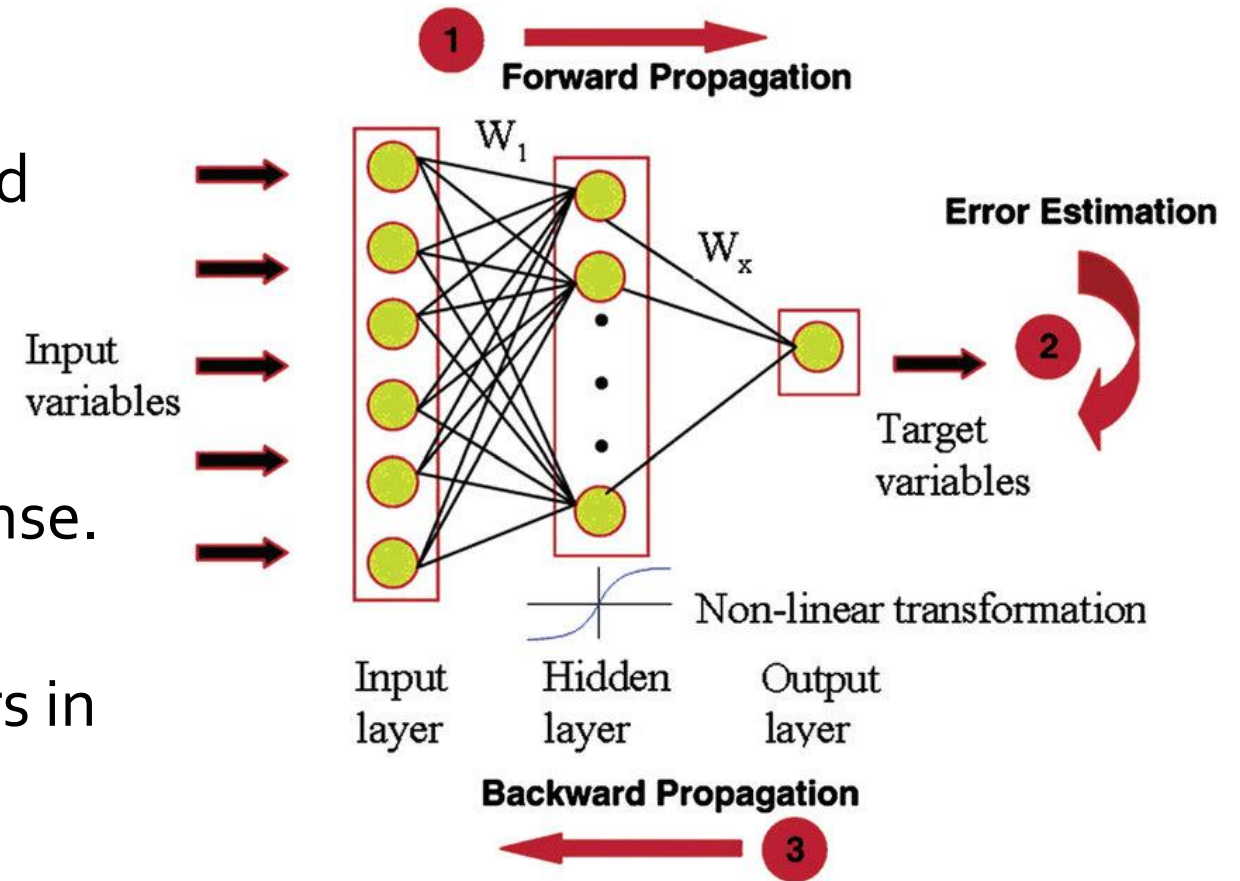 1
Forward Propagation
d
nse.
rs in
W1
Wx
Error Estimation
2
Input
variables
Target
variables
Non-linear transformation
Input
layer
Hidden
layer
Output
layer
Backward Propagation
3